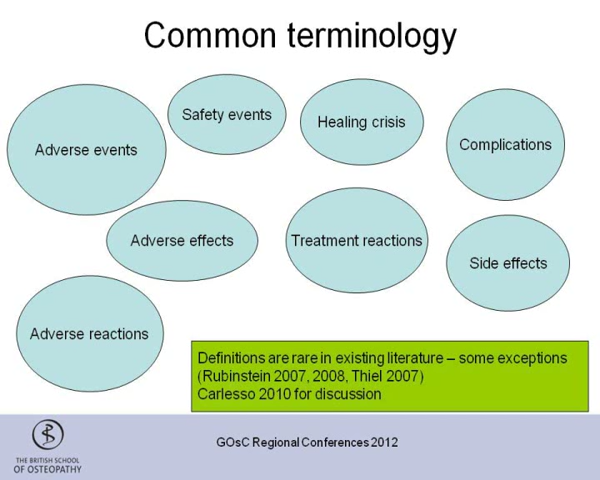 Common terminology
Adverse events
Safety events
Healing crisis
Complications
Adverse effects
Treatment reactions
Side effects
Adverse reactions
Definitions are rare in existing literature – some exceptions
(Rubinstein 2007, 2008, Thiel 2007)
Carlesso 2010 for discussion
THE BRITISH SCHOOL
OF OSTEOPATHY
GOsC Regional Conferences 2012